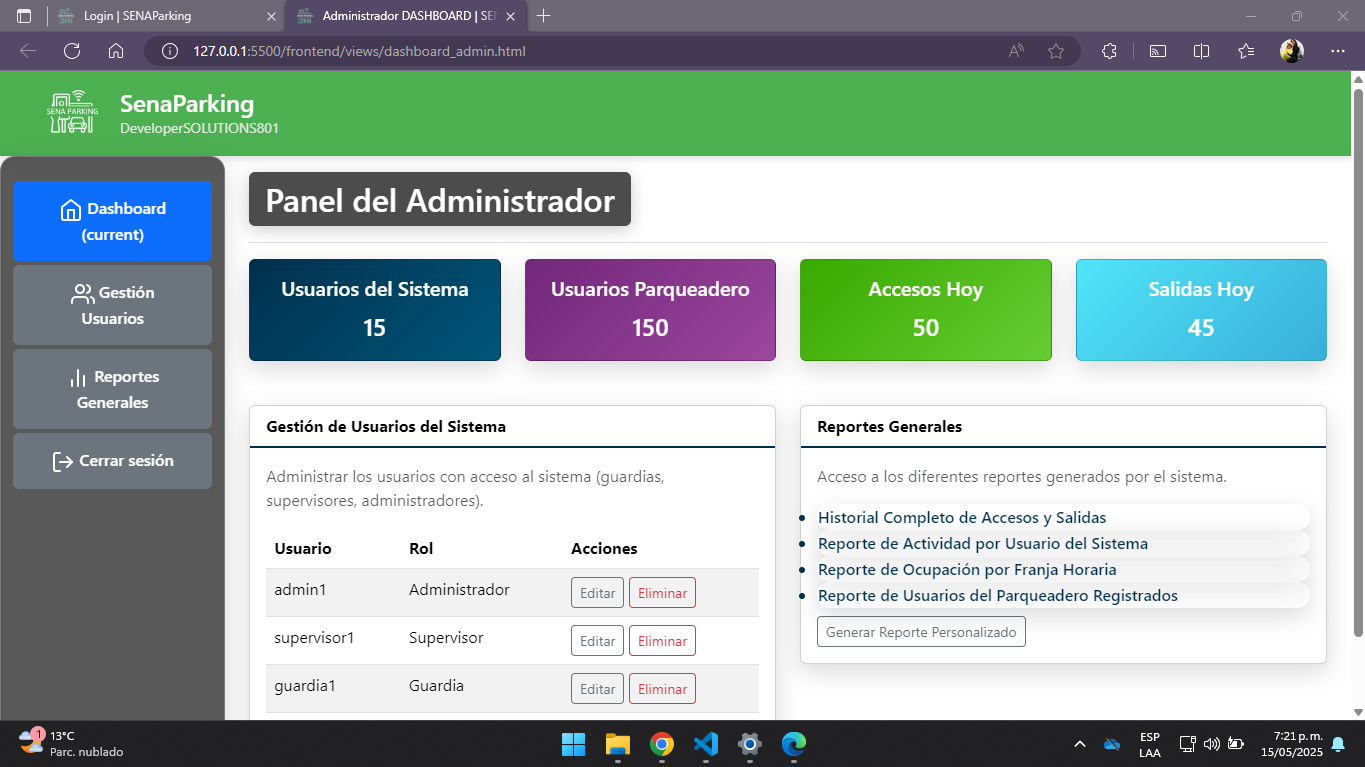 Login | SENAParking
Administrador DASHBOARD | SEN
127.0.0.1:5500/frontend/views/dashboard_admin.html
SENA PARKING
SenaParking
DeveloperSOLUTIONS801
Dashboard
(current)
Gestión
Usuarios
Reportes
Generales
Cerrar sesión
Panel del Administrador
Usuarios del Sistema
15
Usuarios Parqueadero
150
Accesos Hoy
50
Salidas Hoy
45
Gestión de Usuarios del Sistema
Administrar los usuarios con acceso al sistema (guardias,
supervisores, administradores).
Usuario Rol Acciones
admin1 Administrador Editar Eliminar
supervisor1 Supervisor Editar Eliminar
guardia1 Guardia Editar Eliminar
Reportes Generales
Acceso a los diferentes reportes generados por el sistema.
Historial Completo de Accesos y Salidas
Reporte de Actividad por Usuario del Sistema
Reporte de Ocupación por Franja Horaria
Reporte de Usuarios del Parqueadero Registrados
Generar Reporte Personalizado
1
13°C
Parc. nublado
ESP
LAA
7:21 p. m.
15/05/2025